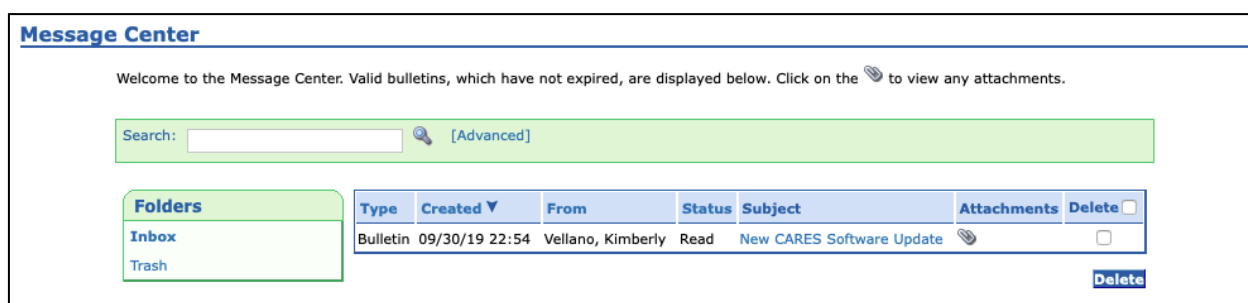 Message Center
Welcome to the Message Center. Valid bulletins, which have not expired, are displayed below. Click on the to view any attachments.
Search: [Advanced]
Folders
Inbox
Trash
Type Created From Status Subject Attachments Delete
Bulletin 09/30/19 22:54 Vellano, Kimberly Read New CARES Software Update
Delete